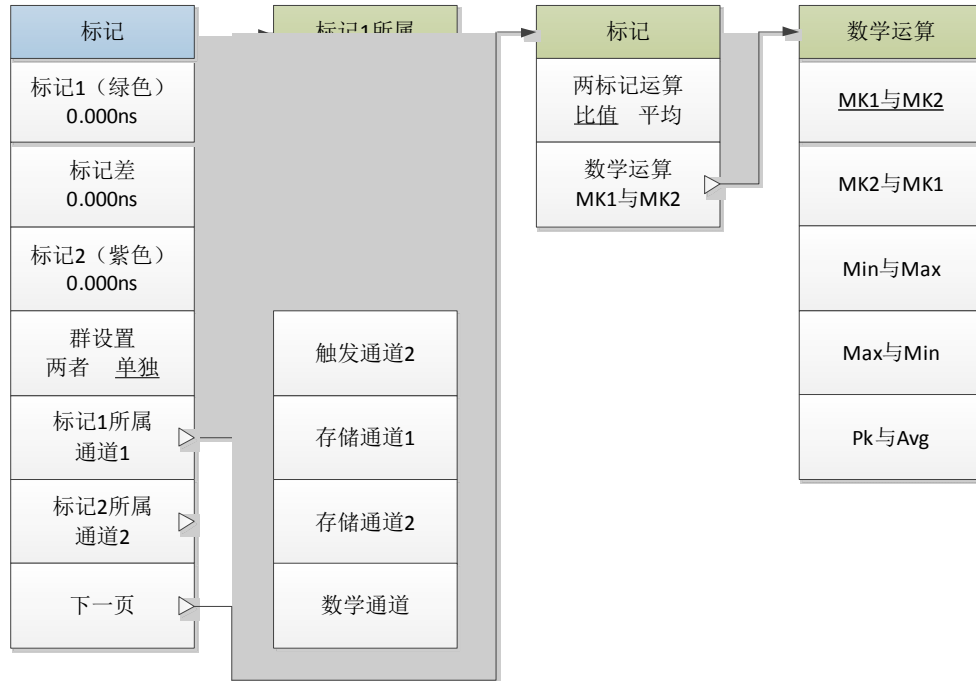 标记
标记1（绿色）
0.000ns
标记差
0.000ns
标记2（紫色）
0.000ns
群设置
两者 单独
标记1所属
通道1
标记2所属
通道2
下一页
标记1所属
触发通道2
存储通道1
存储通道2
数学通道
标记
两标记运算
比值 平均
数学运算
MK1与MK2
数学运算
MK1与MK2
MK2与MK1
Min与Max
Max与Min
Pk与Avg